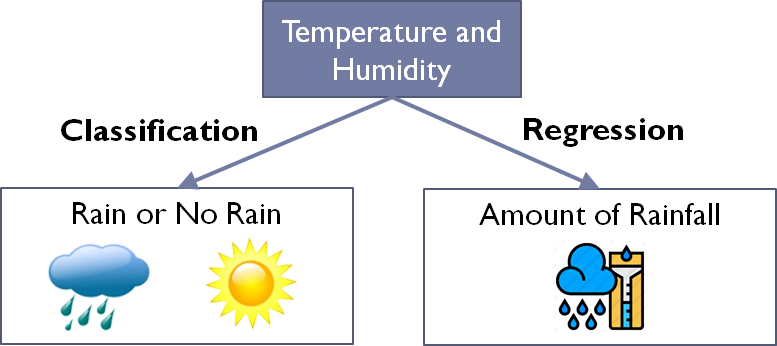 Temperature and
Humidity
Classification
Regression
Rain or No Rain
Amount of Rainfall